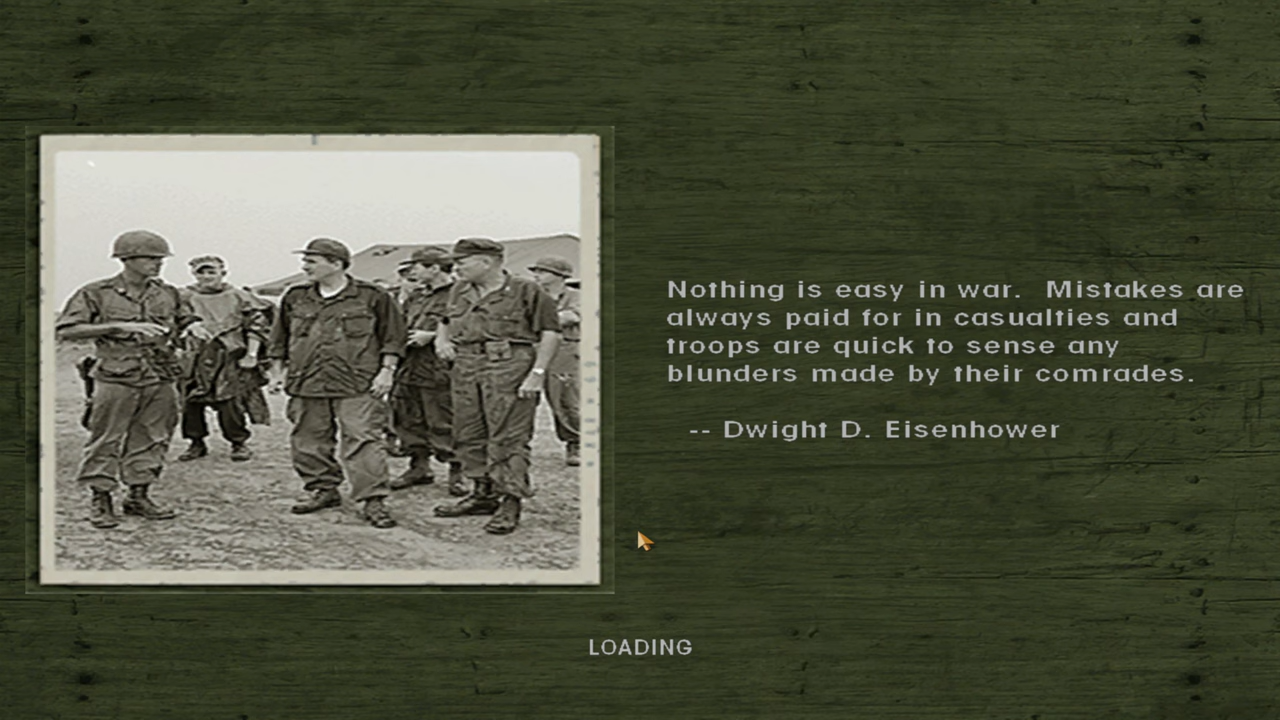 Nothing is easy in war.  Mistakes are
always paid for in casualties and
troops are quick to sense any
blunders made by their comrades.
-- Dwight D. Eisenhower
LOADING